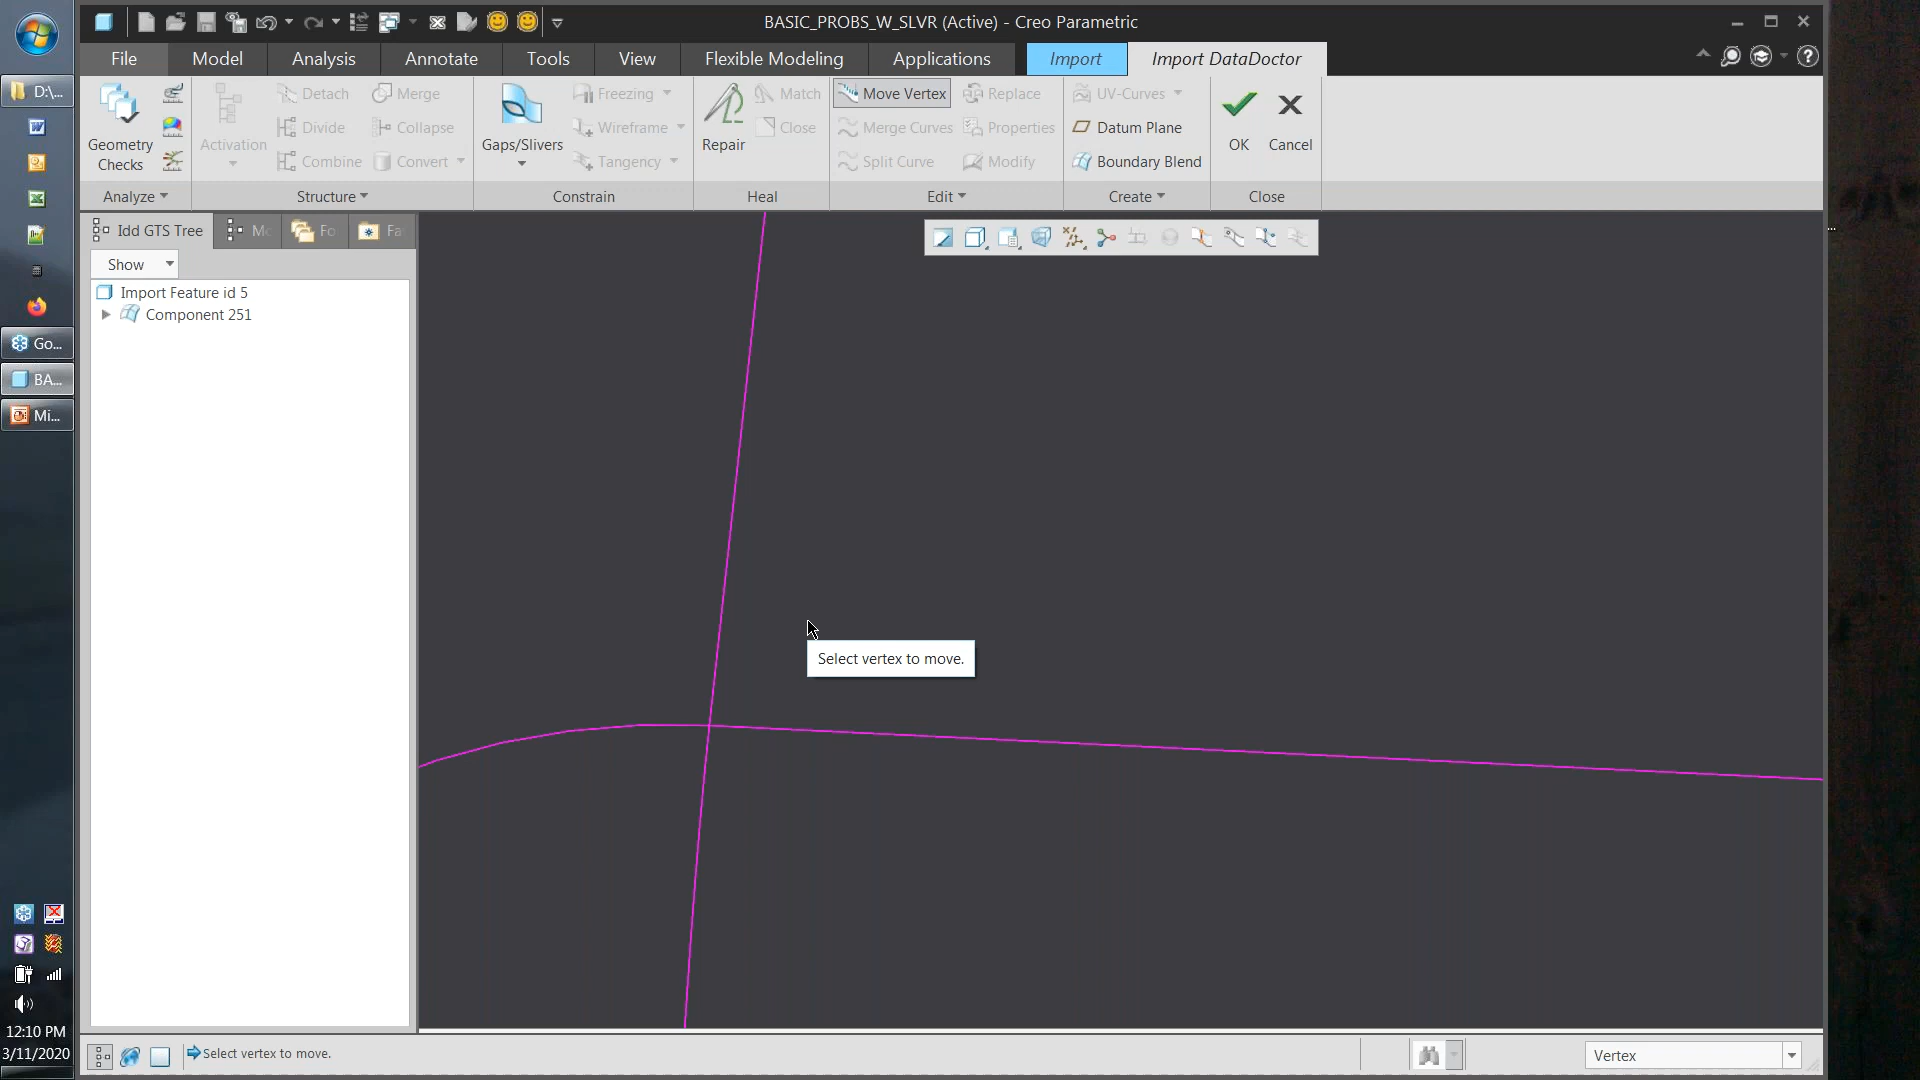 BASIC_PROBS_W_SLVR (Active) - Creo Parametric
File Model Analysis Annotate Tools View Flexible Modeling Applications Import Import DataDoctor
D:\...
Geometry Checks
Activation
Detach
Divide
Combine
Merge
Collapse
Convert
Gaps/Slivers
Freezing
Wireframe
Tangency
Repair
Match
Close
Move Vertex
Merge Curves
Split Curve
Replace
Properties
Modify
UV-Curves
Datum Plane
Boundary Blend
OK
Cancel
Analyze Structure Constrain Heal Edit Create Close
Idd GTS Tree
Show
Import Feature id 5
Component 251
Go...
BA...
Mi...
Select vertex to move.
12:10 PM
3/11/2020
Select vertex to move.
Vertex